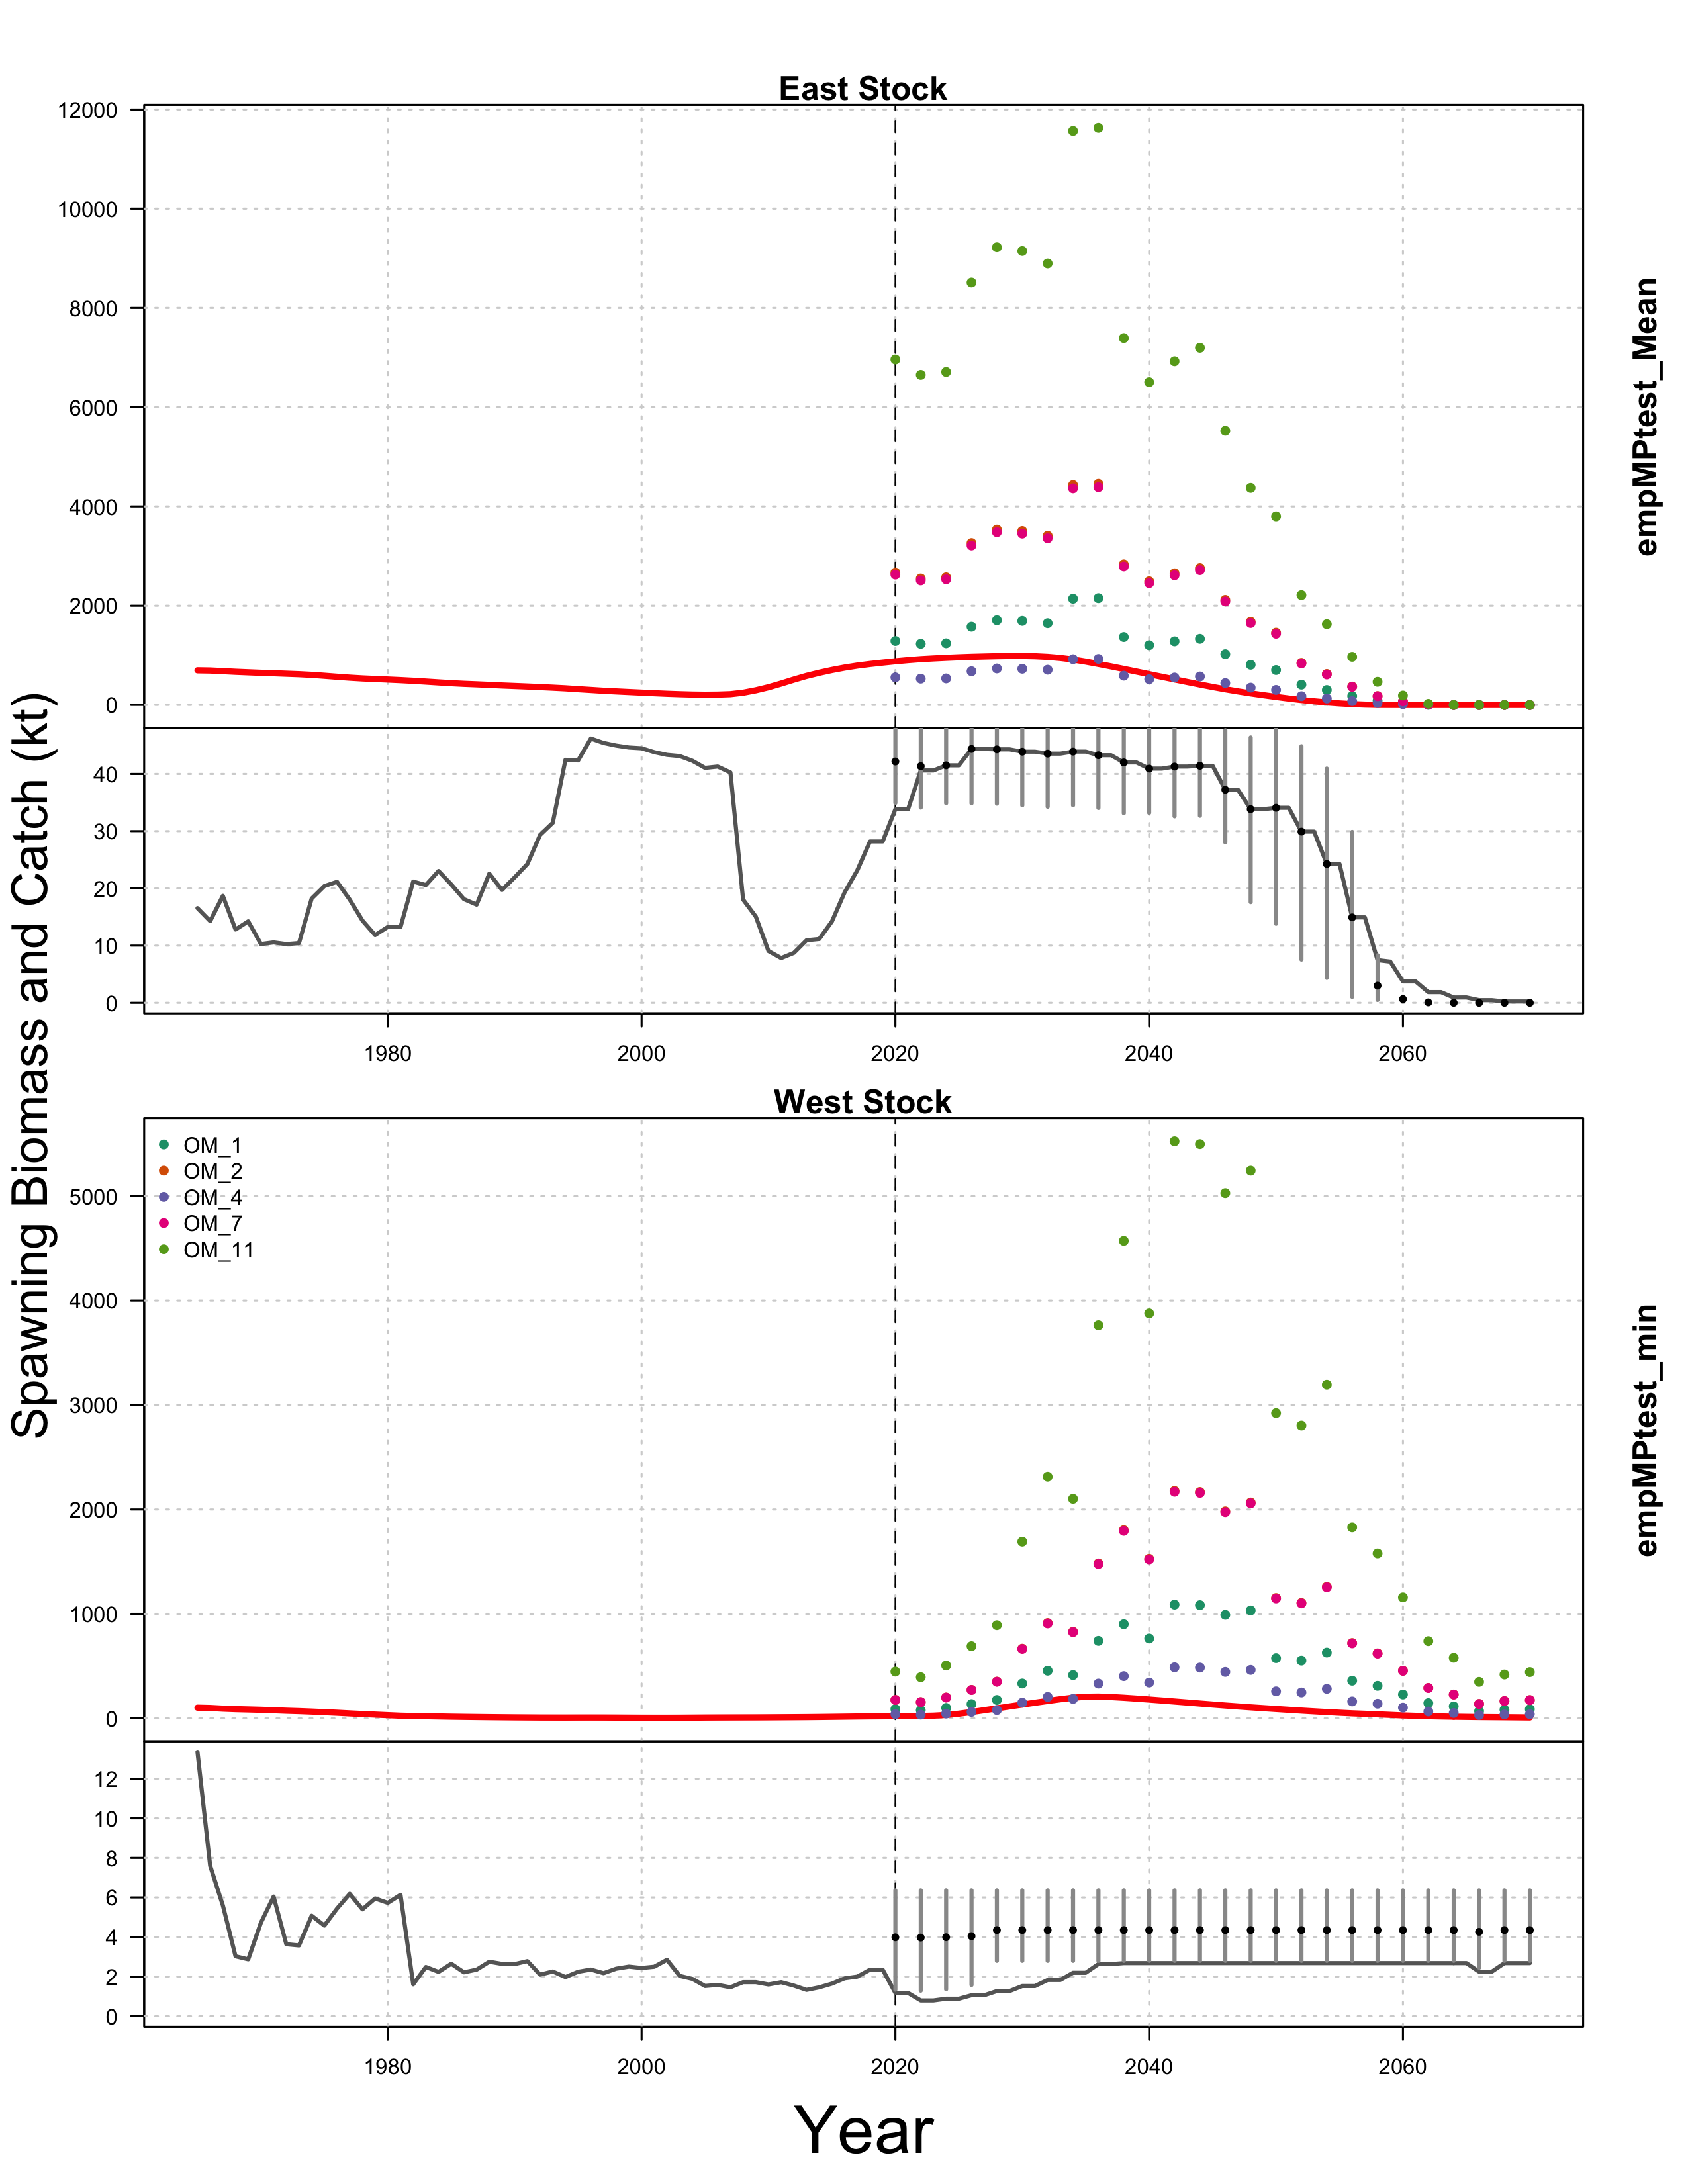 East Stock
12000
10000
8000
6000
4000
2000
0
empMPtest_Mean
40
30
20
10
0
1980 2000 2020 2040 2060
Spawning Biomass and Catch (kt)
West Stock
OM_1
OM_2
OM_4
OM_7
OM_11
5000
4000
3000
2000
1000
0
empMPtest_min
12
10
8
6
4
2
0
1980 2000 2020 2040 2060
Year